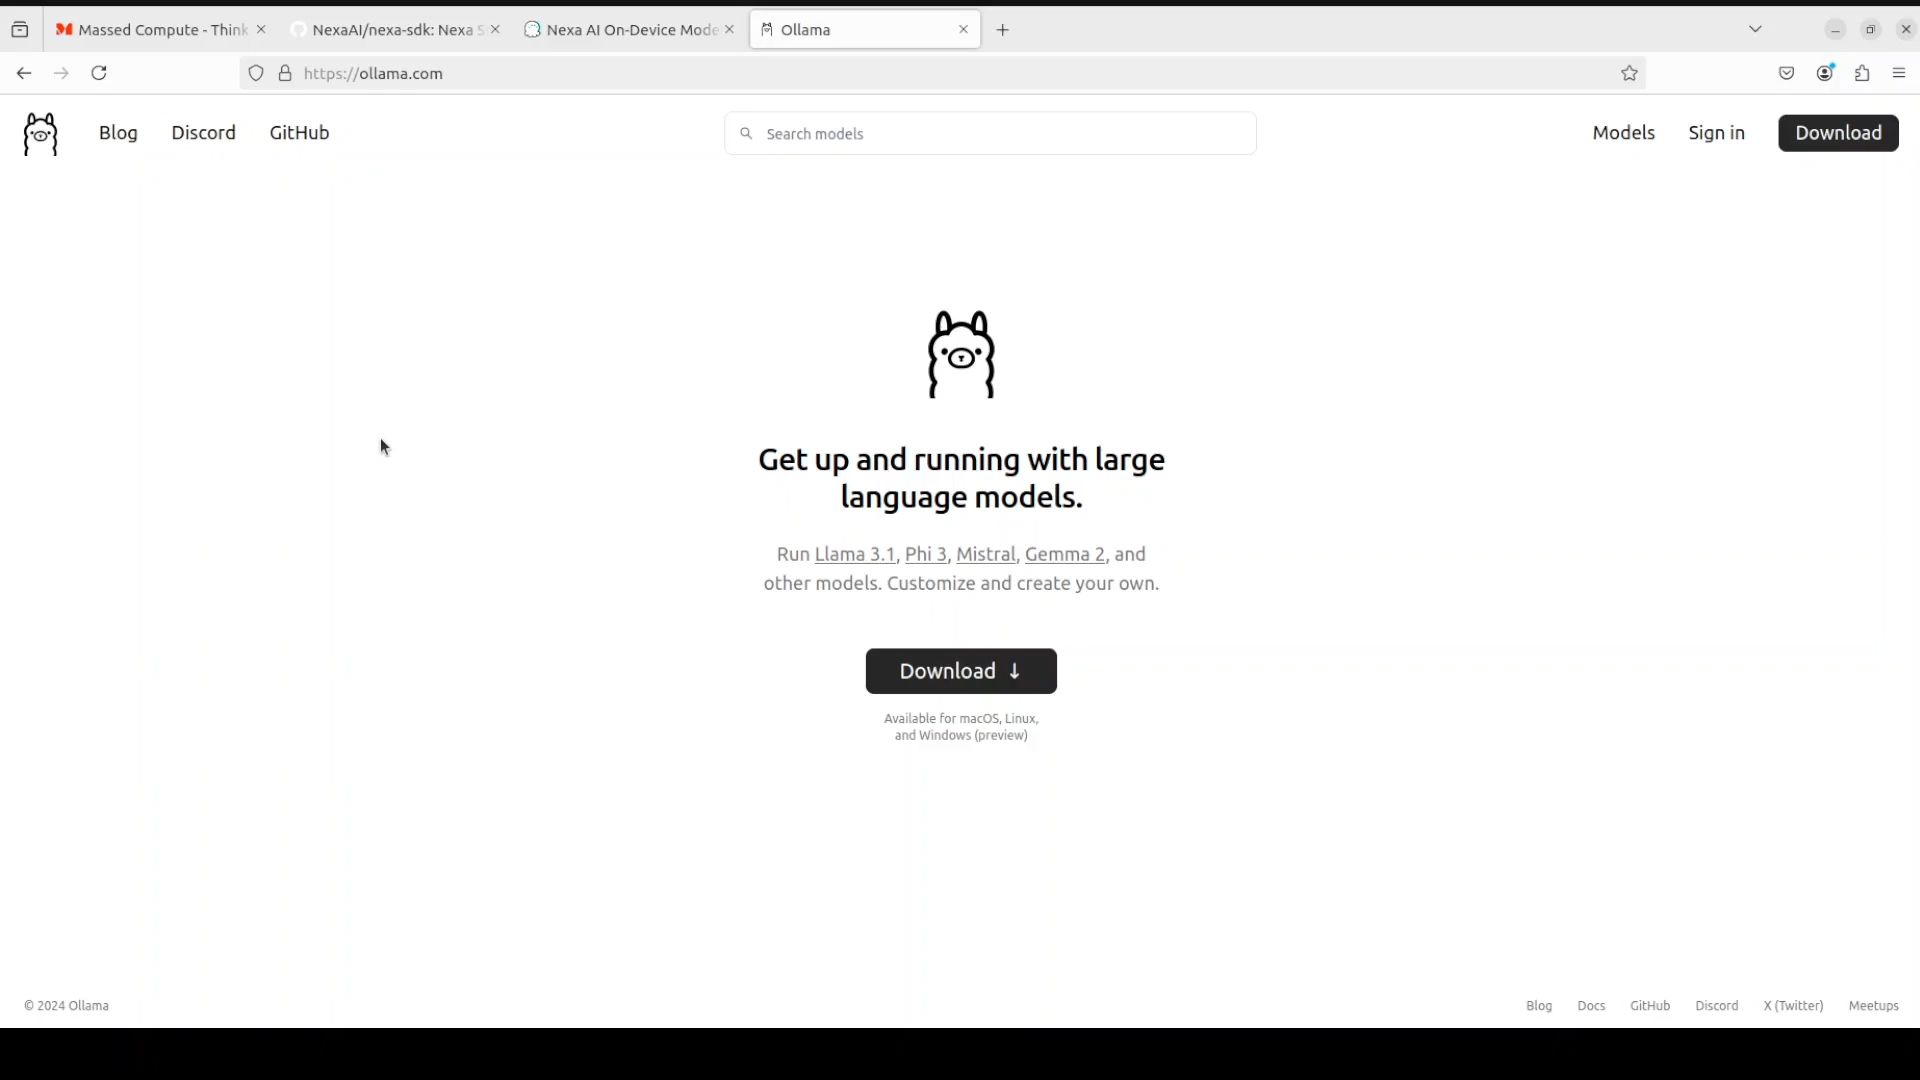 Massed Compute - Think
NexaAI/nexa-sdk: Nexa S
Nexa AI On-Device Mode
Ollama
https://ollama.com
Blog
Discord
GitHub
Search models
Models
Sign in
Download
Get up and running with large
language models.
Run Llama 3.1, Phi 3, Mistral, Gemma 2, and
other models. Customize and create your own.
Download ↓
Available for macOS, Linux,
and Windows (preview)
© 2024 Ollama
Blog
Docs
GitHub
Discord
X (Twitter)
Meetups